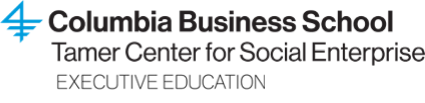 Columbia Business School
Tamer Center for Social Enterprise
EXECUTIVE EDUCATION